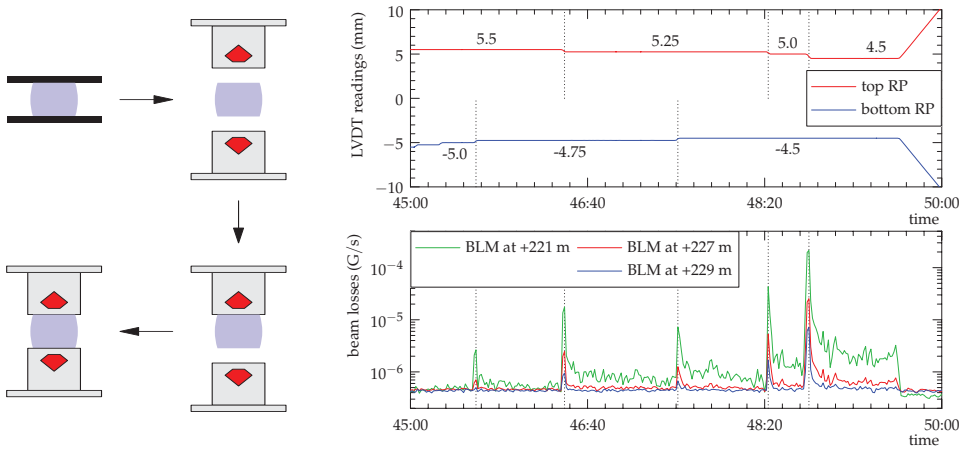 10
5
0
−5
−10
LVDT readings (mm)
5.5
5.25
5.0
4.5
top RP
bottom RP
-5.0
-4.75
-4.5
45:00
46:40
48:20
50:00
time
beam losses (G/s)
10⁻⁴
10⁻⁵
10⁻⁶
BLM at +221 m
BLM at +227 m
BLM at +229 m
45:00
46:40
48:20
50:00
time